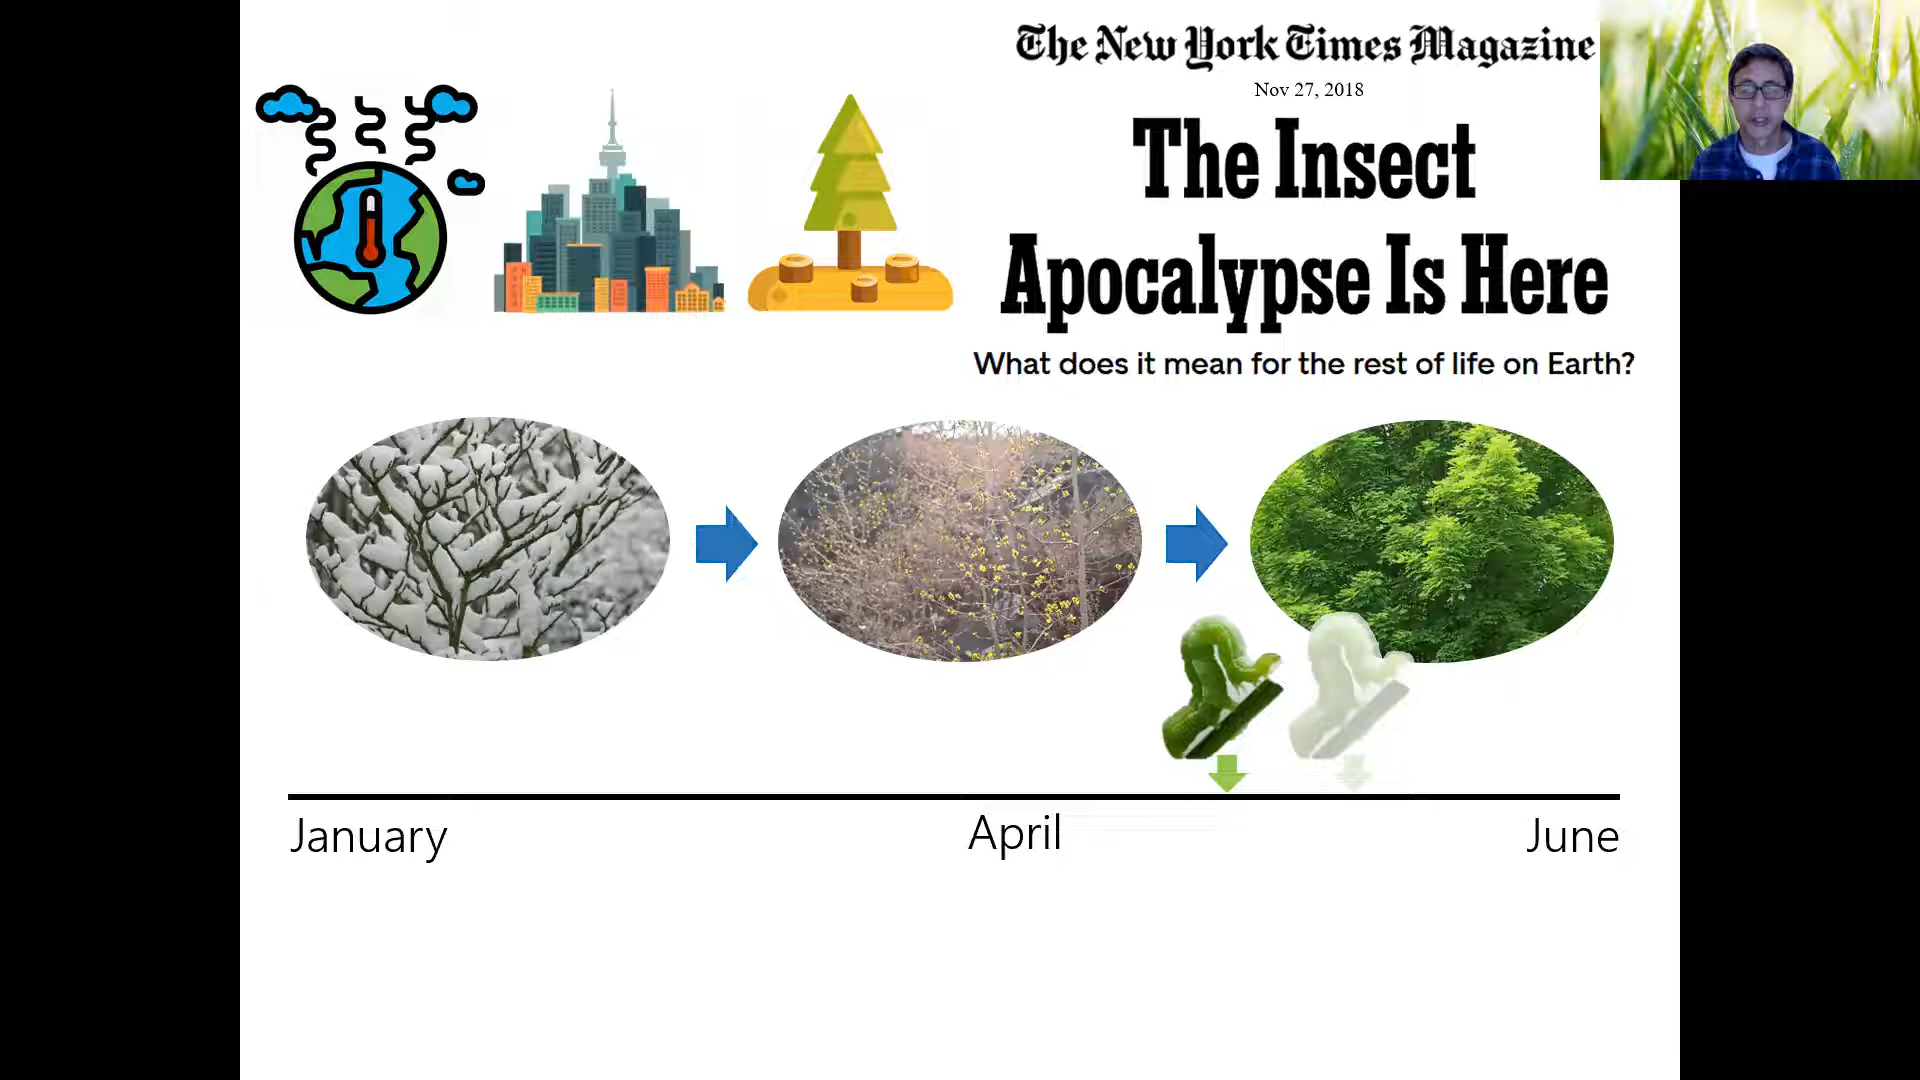 The New York Times Magazine
Nov 27, 2018
The Insect
Apocalypse Is Here
What does it mean for the rest of life on Earth?
January
April
June